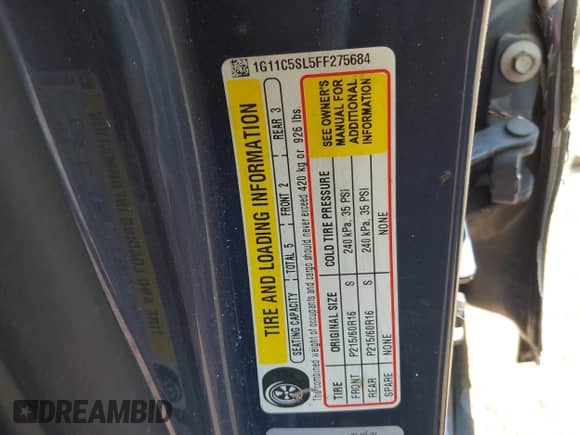 1G11C5SL5FF275684
TIRE AND LOADING INFORMATION
SEATING CAPACITY TOTAL 5 FRONT 2 REAR 3
The combined weight of occupants and cargo should never exceed 420 kg or 926 lbs.
TIRE ORIGINAL SIZE COLD TIRE PRESSURE
FRONT P215/60R16 S 240 kPa, 35 PSI
REAR P215/60R16 S 240 kPa, 35 PSI
SPARE NONE NONE
SEE OWNER'S
MANUAL FOR
ADDITIONAL
INFORMATION
DREAMBID